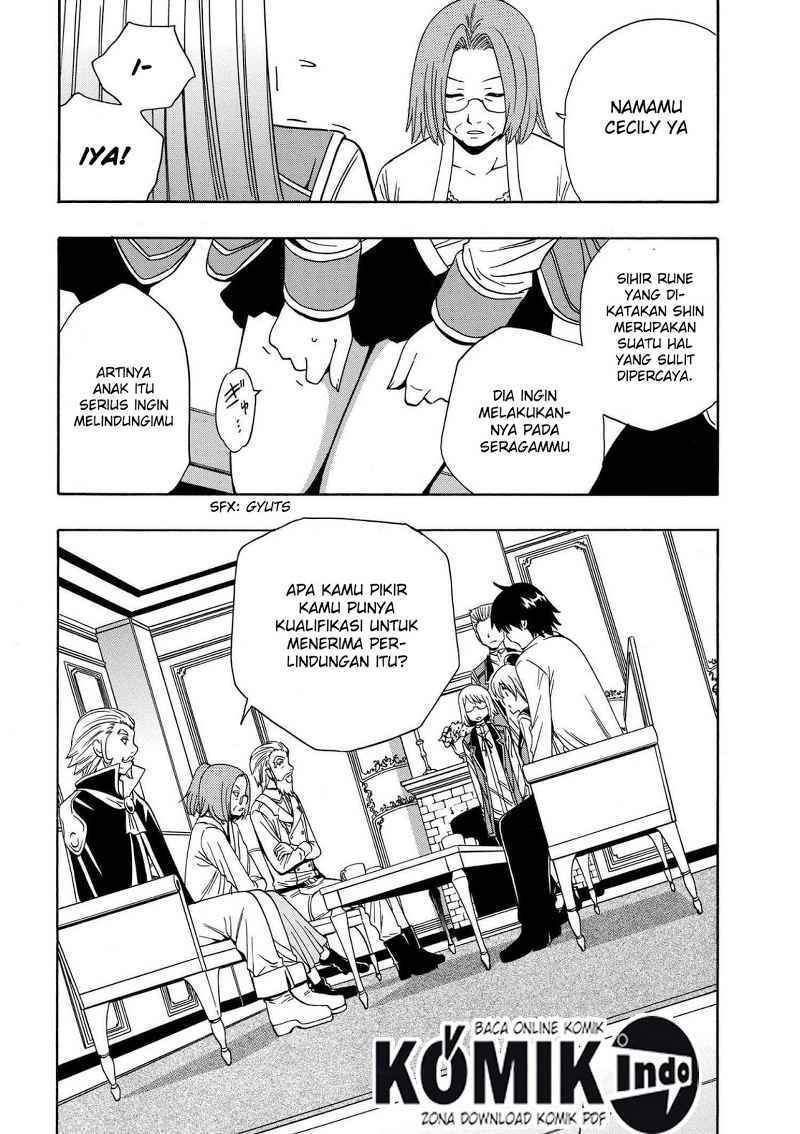 NAMAMU
CECILY YA
I-
IYA!
SIHIR RUNE
YANG DI-
KATAKAN SHIN
MERUPAKAN
SUATU HAL
YANG SULIT
DIPERCAYA.
DIA INGIN
MELAKUKAN-
NYA PADA
SERAGAMMU
ぎゅ
...
ARTINYA
ANAK ITU
SERIUS INGIN
MELINDUNGIMU
SFX: GYUTS
APA KAMU PIKIR
KAMU PUNYA
KUALIFIKASI UNTUK
MENERIMA PER-
LINDUNGAN ITU?
BACA ONLINE KOMIK
KOMIK Indo
ZONA DOWNLOAD KOMIK PDF